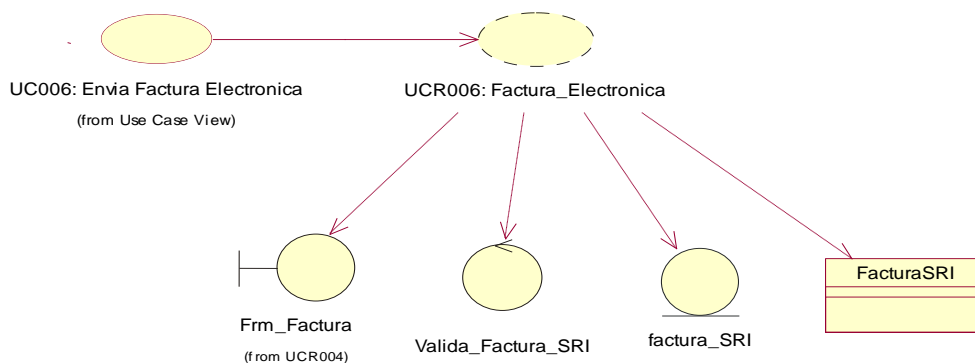 UC006: Envia Factura Electronica
(from Use Case View)
UCR006: Factura_Electronica
Frm_Factura
(from UCR004)
Valida_Factura_SRI
factura_SRI
FacturaSRI